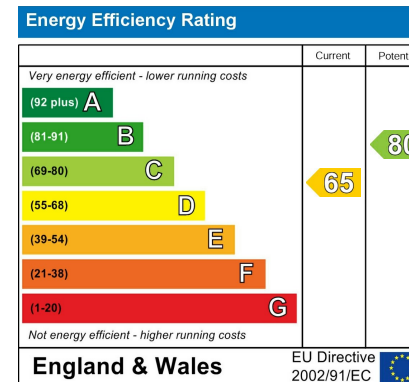 Energy Efficiency Rating
Current Potent
Very energy efficient - lower running costs
(92 plus) A
(81-91) B
80
(69-80) C
65
(55-68) D
(39-54) E
(21-38) F
(1-20) G
Not energy efficient - higher running costs
England & Wales
EU Directive
2002/91/EC